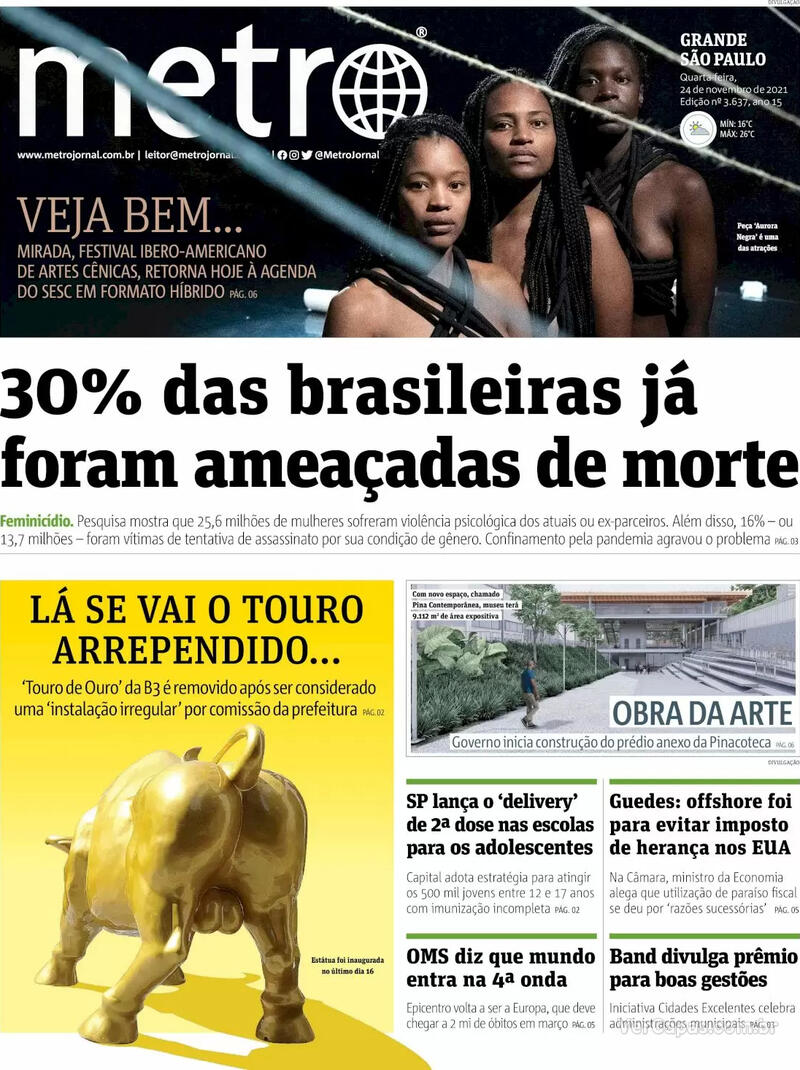 DIVULGAÇÃO
metro®
GRANDE
SÃO PAULO
Quarta-feira,
24 de novembro de 2021
Edição nº 3.637, ano 15
MÍN: 16°C
MÁX: 26°C
www.metrojornal.com.br | leitor@metrojornal. | @MetroJornal
VEJA BEM...
MIRADA, FESTIVAL IBERO-AMERICANO
DE ARTES CÊNICAS, RETORNA HOJE À AGENDA
DO SESC EM FORMATO HÍBRIDO PÁG. 06
Peça ‘Aurora
Negra’ é uma
das atrações
30% das brasileiras já
foram ameaçadas de morte
Feminicídio. Pesquisa mostra que 25,6 milhões de mulheres sofreram violência psicológica dos atuais ou ex-parceiros. Além disso, 16% – ou
13,7 milhões – foram vítimas de tentativa de assassinato por sua condição de gênero. Confinamento pela pandemia agravou o problema PÁG. 03
LÁ SE VAI O TOURO
ARREPENDIDO...
‘Touro de Ouro’ da B3 é removido após ser considerado
uma ‘instalação irregular’ por comissão da prefeitura PÁG. 02
Estátua foi inaugurada
no último dia 16
Com novo espaço, chamado
Pina Contemporânea, museu terá
9.112 m² de área expositiva
OBRA DA ARTE
Governo inicia construção do prédio anexo da Pinacoteca PÁG. 06
DIVULGAÇÃO
SP lança o ‘delivery’
de 2ª dose nas escolas
para os adolescentes
Capital adota estratégia para atingir
os 500 mil jovens entre 12 e 17 anos
com imunização incompleta PÁG. 02
Guedes: offshore foi
para evitar imposto
de herança nos EUA
Na Câmara, ministro da Economia
alega que utilização de paraíso fiscal
se deu por ‘razões sucessórias’ PÁG. 05
OMS diz que mundo
entra na 4ª onda
Epicentro volta a ser a Europa, que deve
chegar a 2 mi de óbitos em março PÁG. 05
Band divulga prêmio
para boas gestões
Iniciativa Cidades Excelentes celebra
administrações municipais PÁG. 03
VerCapas.com.br